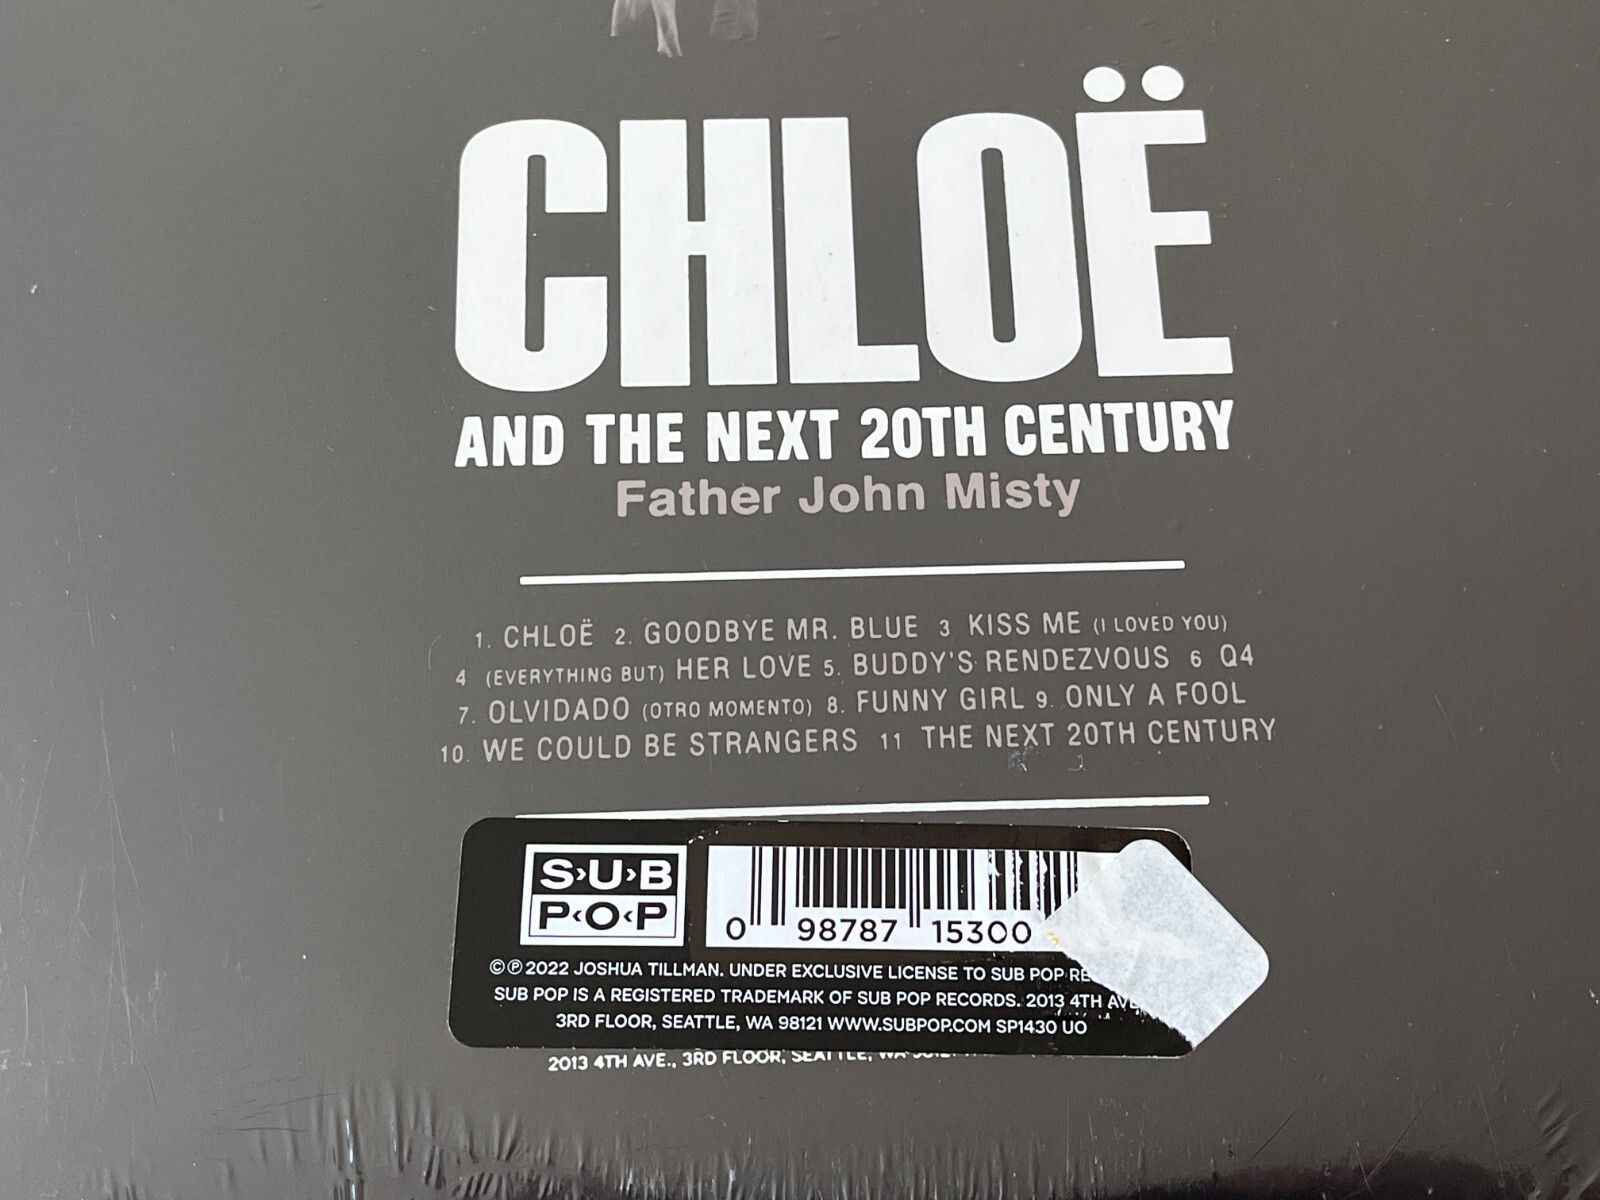 CHLOË
AND THE NEXT 20TH CENTURY
Father John Misty
1. CHLOË 2. GOODBYE MR. BLUE 3 KISS ME (I LOVED YOU)
4 (EVERYTHING BUT) HER LOVE 5. BUDDY'S RENDEZVOUS 6 Q4
7. OLVIDADO (OTRO MOMENTO) 8. FUNNY GIRL 9. ONLY A FOOL
10. WE COULD BE STRANGERS 11 THE NEXT 20TH CENTURY
S›U›B
P‹O‹P
0 98787 15300
©℗ 2022 JOSHUA TILLMAN. UNDER EXCLUSIVE LICENSE TO SUB POP
SUB POP IS A REGISTERED TRADEMARK OF SUB POP RECORDS. 2013 4TH AVE
3RD FLOOR, SEATTLE, WA 98121 WWW.SUBPOP.COM SP1430 UO
2013 4TH AVE., 3RD FLOOR, SEATTLE, WA